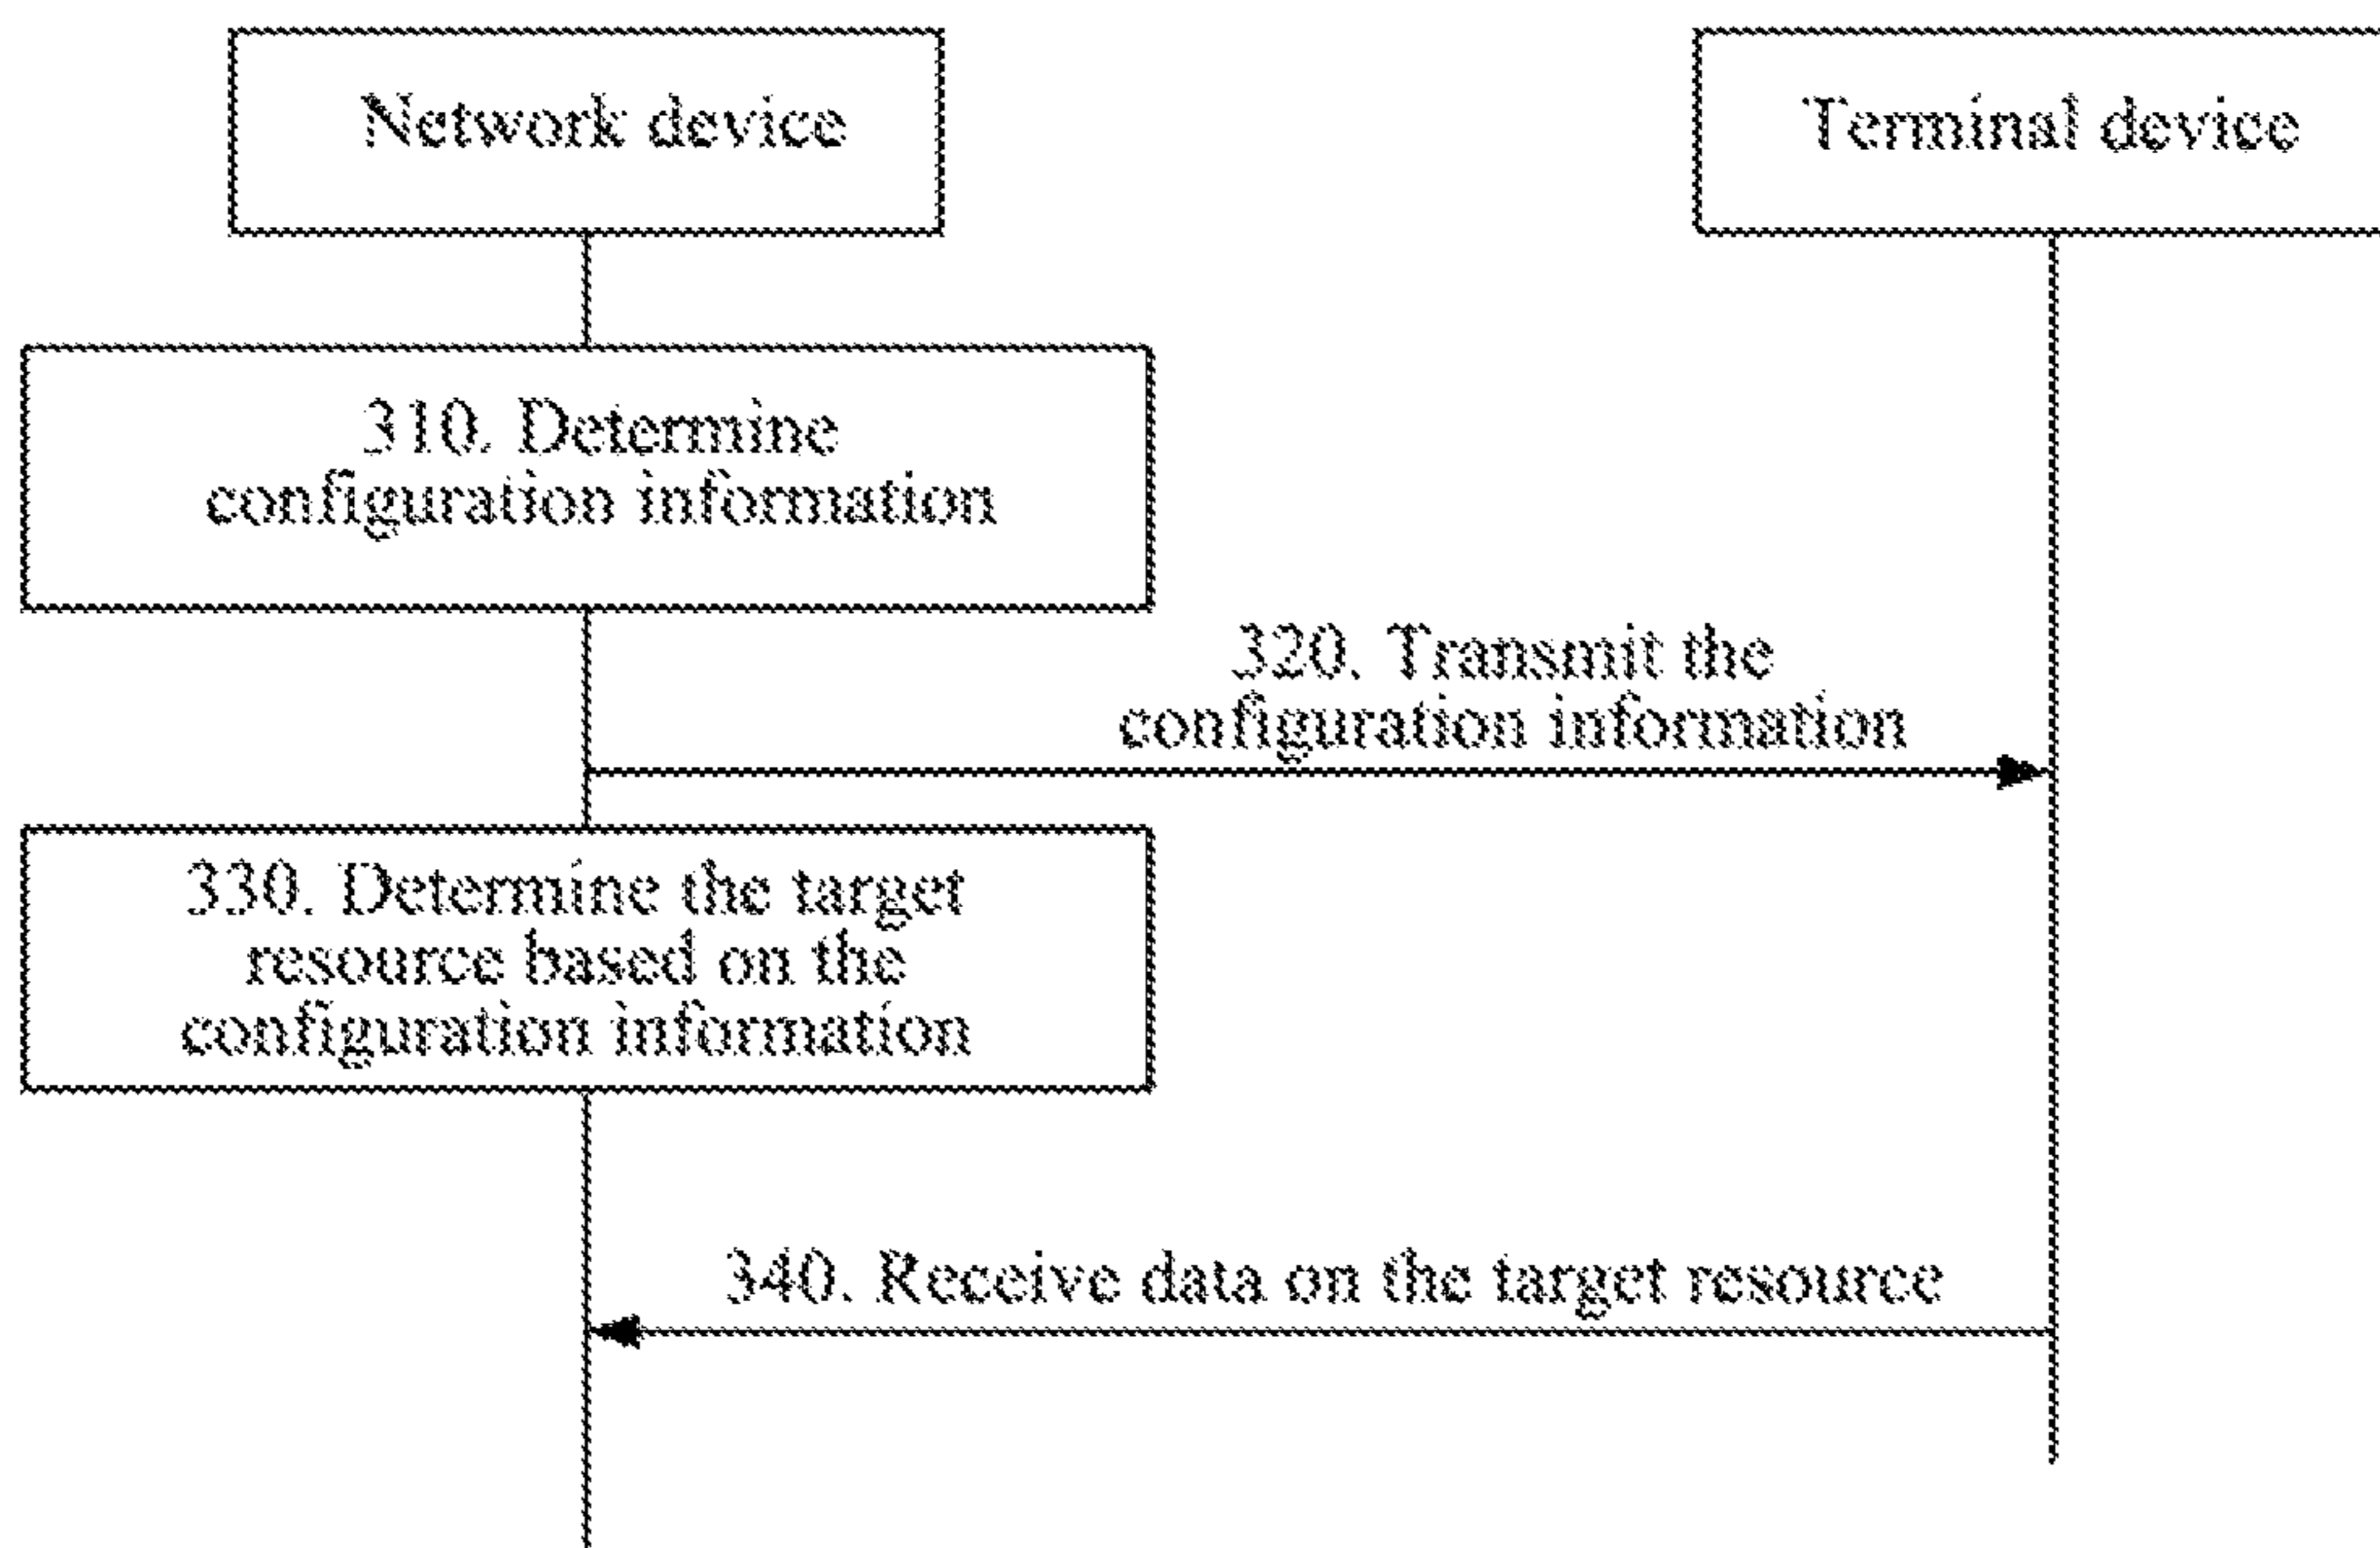 Network device
Terminal device
310. Determine
configuration information
320. Transmit the
configuration information
330. Determine the target
resource based on the
configuration information
340. Receive data on the target resource